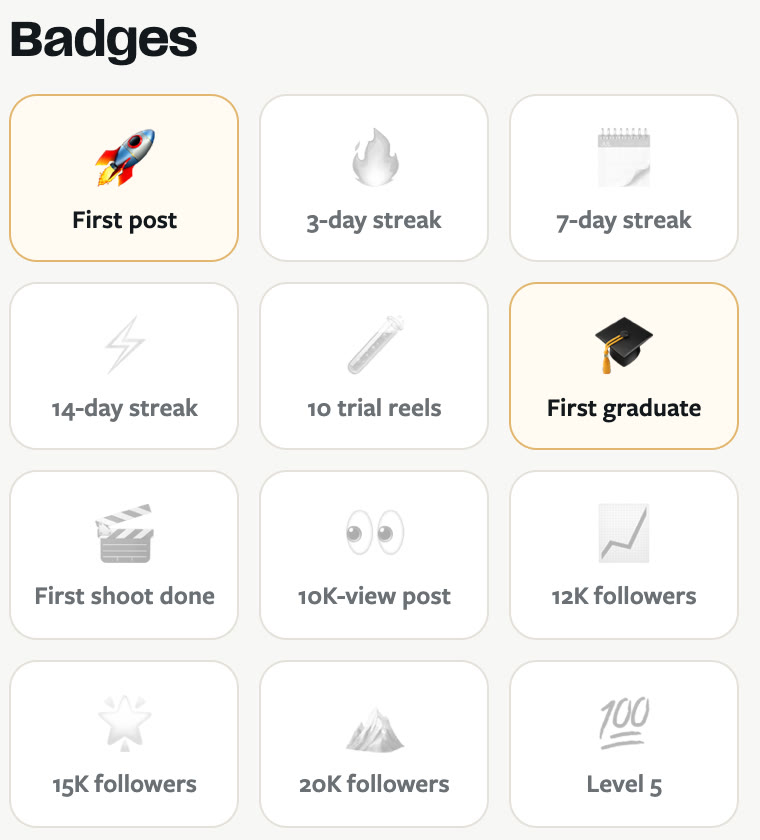 Badges
First post
3-day streak
7-day streak
14-day streak
10 trial reels
First graduate
First shoot done
10K-view post
12K followers
15K followers
100
20K followers
Level 5